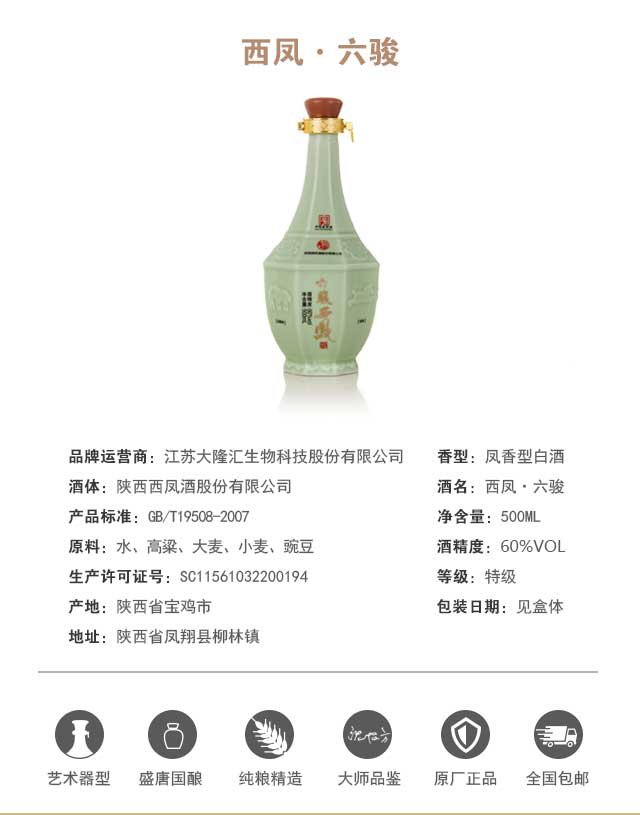 西凤·六骏
六
骏西凤
品牌运营商：江苏大隆汇生物科技股份有限公司
香型：凤香型白酒
酒体：陕西西凤酒股份有限公司
酒名：西凤·六骏
产品标准：GB/T19508-2007
净含量：500ML
原料：水、高粱、大麦、小麦、豌豆
酒精度：60%VOL
生产许可证号：SC11561032200194
等级：特级
产地：陕西省宝鸡市
包装日期：见盒体
地址：陕西省凤翔县柳林镇
艺术器型
盛唐国酿
纯粮精造
大师品鉴
原厂正品
全国包邮